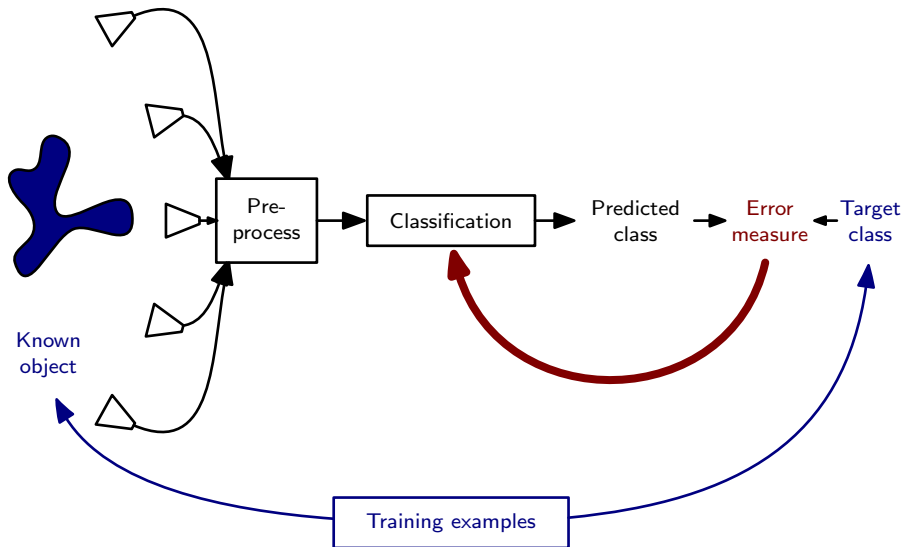 Pre-
process
Classification
Predicted
class
Error
measure
Target
class
Known
object
Training examples